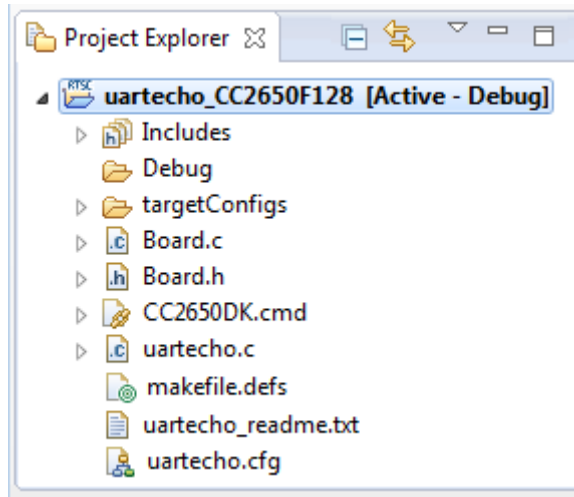 Project Explorer
RTSC
uartecho_CC2650F128 [Active - Debug]
h Includes
Debug
targetConfigs
.c Board.c
.h Board.h
CC2650DK.cmd
.c uartecho.c
makefile.defs
uartecho_readme.txt
uartecho.cfg